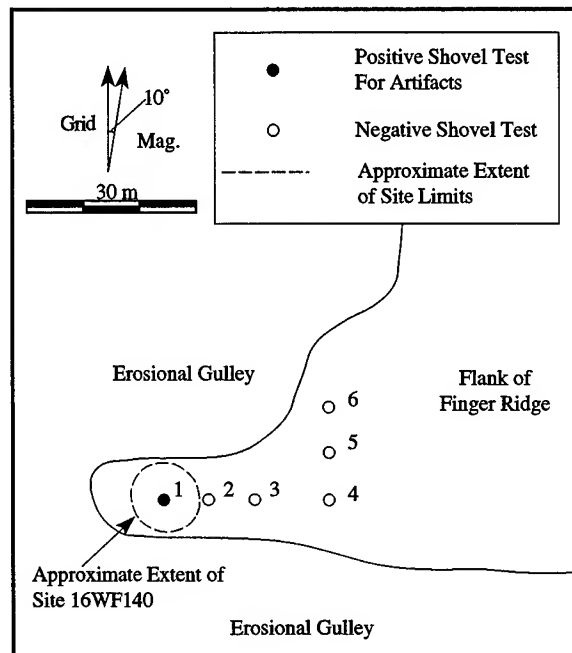 Positive Shovel Test
For Artifacts
Negative Shovel Test
Approximate Extent
of Site Limits
10°
Grid
Mag.
30 m
Erosional Gulley
Flank of
Finger Ridge
6
5
1
2
3
4
Approximate Extent of
Site 16WF140
Erosional Gulley